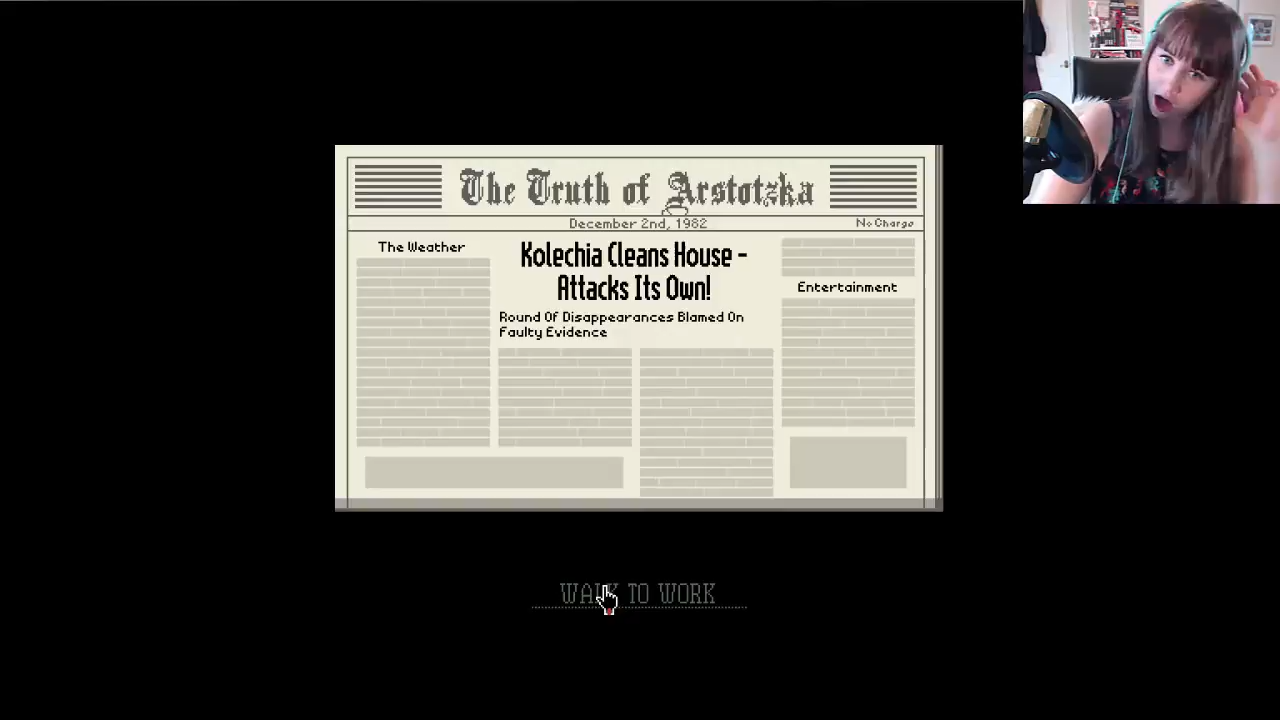 The Truth of Arstotzka
December 2nd, 1982
No Charge
The Weather
Kolechia Cleans House -
Attacks Its Own!
Round Of Disappearances Blamed On
Faulty Evidence
Entertainment
WALK TO WORK